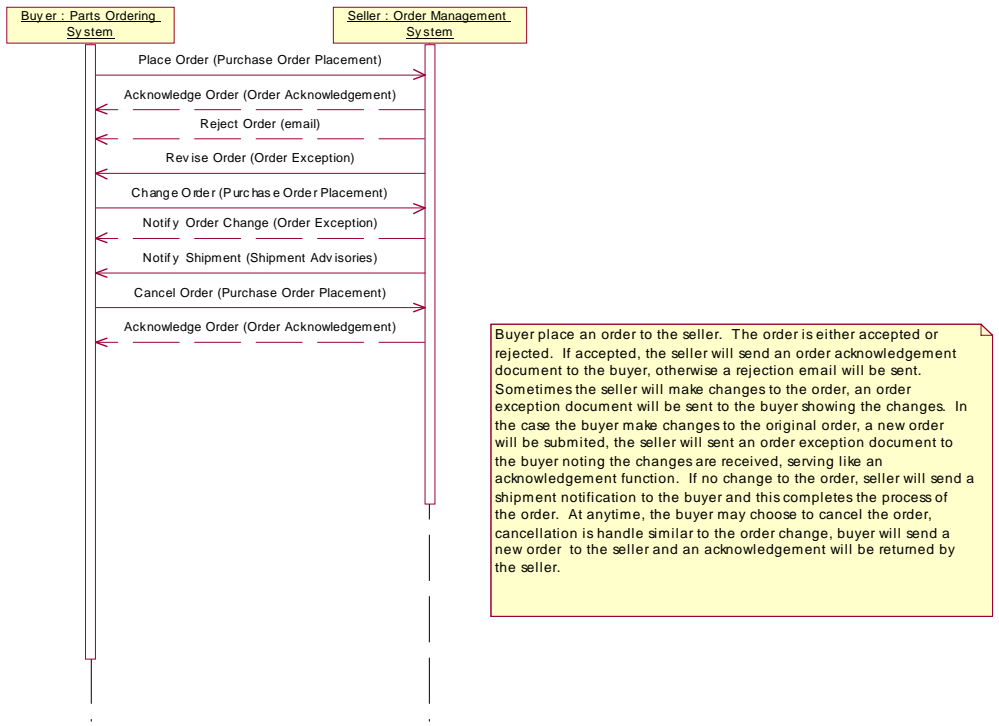 Buyer : Parts Ordering
System
Seller : Order Management
System
Place Order (Purchase Order Placement)
Acknowledge Order (Order Acknowledgement)
Reject Order (email)
Revise Order (Order Exception)
Change Order (Purchase Order Placement)
Notify Order Change (Order Exception)
Notify Shipment (Shipment Advisories)
Cancel Order (Purchase Order Placement)
Acknowledge Order (Order Acknowledgement)
Buyer place an order to the seller. The order is either accepted or
rejected. If accepted, the seller will send an order acknowledgement
document to the buyer, otherwise a rejection email will be sent.
Sometimes the seller will make changes to the order, an order
exception document will be sent to the buyer showing the changes. In
the case the buyer make changes to the original order, a new order
will be submited, the seller will sent an order exception document to
the buyer noting the changes are received, serving like an
acknowledgement function. If no change to the order, seller will send a
shipment notification to the buyer and this completes the process of
the order. At anytime, the buyer may choose to cancel the order,
cancellation is handle similar to the order change, buyer will send a
new order to the seller and an acknowledgement will be returned by
the seller.